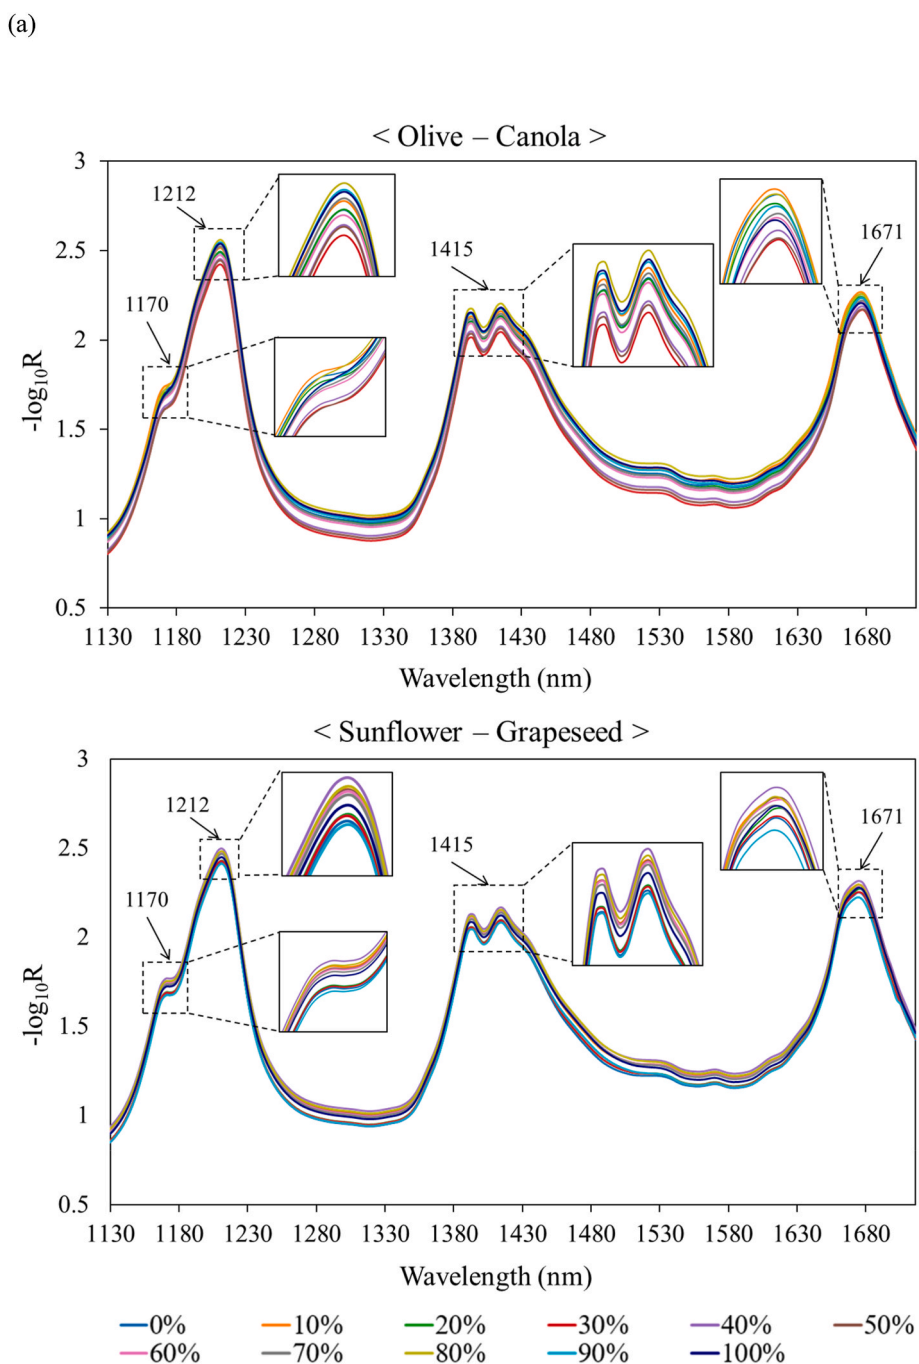 (a)
< Olive – Canola >
3
2.5
2
1.5
1
0.5
-log10R
1212
1170
1415
1671
1130 1180 1230 1280 1330 1380 1430 1480 1530 1580 1630 1680
Wavelength (nm)
< Sunflower – Grapeseed >
3
2.5
2
1.5
1
0.5
-log10R
1212
1170
1415
1671
1130 1180 1230 1280 1330 1380 1430 1480 1530 1580 1630 1680
Wavelength (nm)
0% 10% 20% 30% 40% 50%
60% 70% 80% 90% 100%